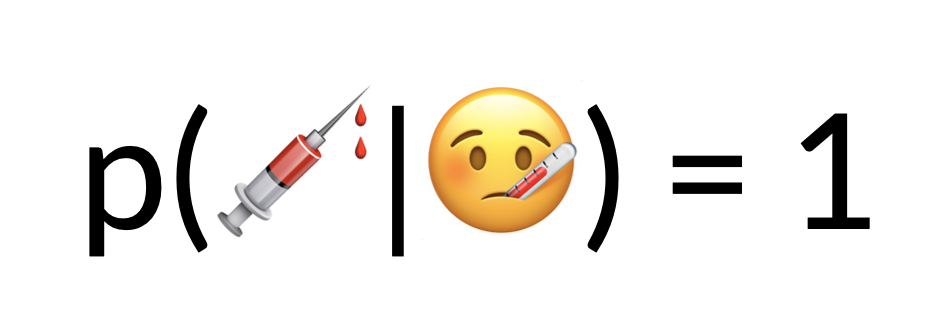 p(💉|🤒) = 1